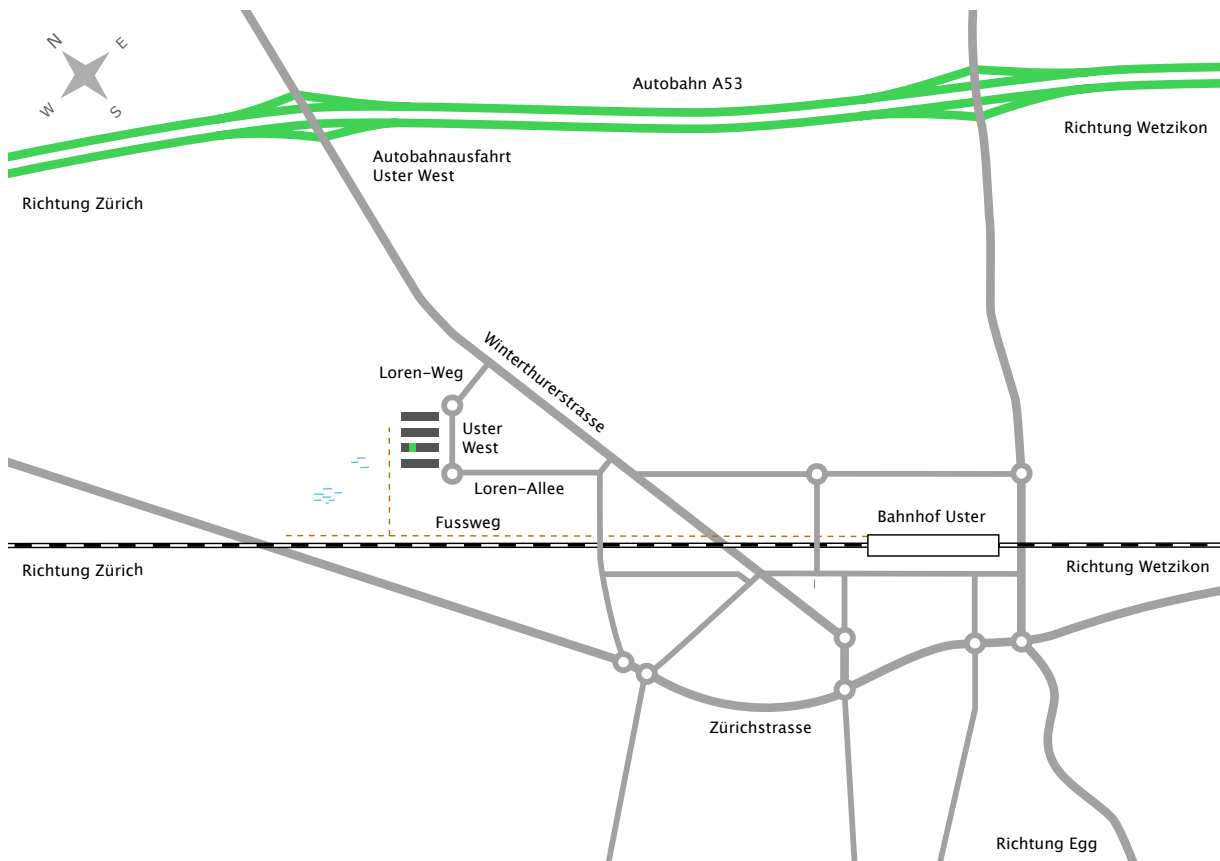 N
E
W
S
Autobahn A53
Richtung Wetzikon
Autobahnausfahrt
Uster West
Richtung Zürich
Winterthurerstrasse
Loren-Weg
Uster
West
Loren-Allee
Fussweg
Bahnhof Uster
Richtung Zürich
Richtung Wetzikon
Zürichstrasse
Richtung Egg